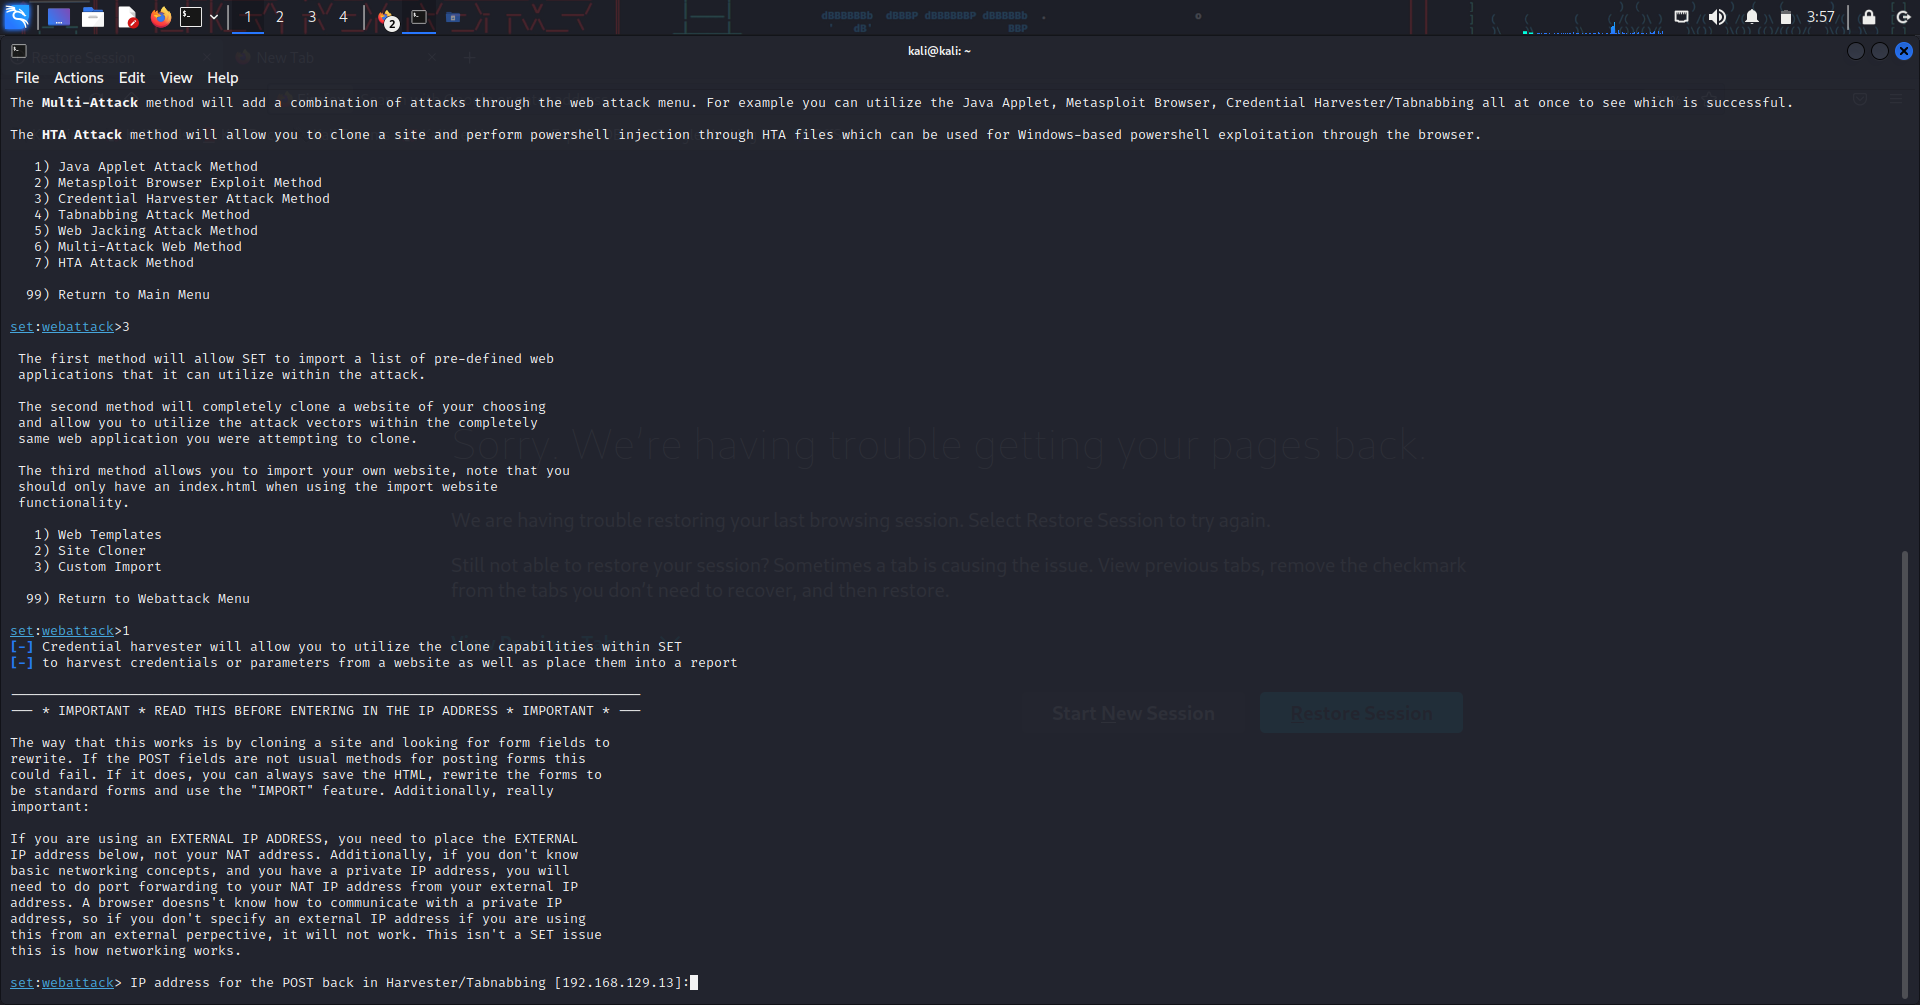 1 2 3 4 2 3:57
Restore Session New Tab
kali@kali: ~
File Actions Edit View Help
The Multi-Attack method will add a combination of attacks through the web attack menu. For example you can utilize the Java Applet, Metasploit Browser, Credential Harvester/Tabnabbing all at once to see which is successful.
The HTA Attack method will allow you to clone a site and perform powershell injection through HTA files which can be used for Windows-based powershell exploitation through the browser.
1) Java Applet Attack Method
2) Metasploit Browser Exploit Method
3) Credential Harvester Attack Method
4) Tabnabbing Attack Method
5) Web Jacking Attack Method
6) Multi-Attack Web Method
7) HTA Attack Method
99) Return to Main Menu
set:webattack>3
The first method will allow SET to import a list of pre-defined web
applications that it can utilize within the attack.
The second method will completely clone a website of your choosing
and allow you to utilize the attack vectors within the completely
same web application you were attempting to clone.
Sorry. We're having trouble getting your pages back.
The third method allows you to import your own website, note that you
should only have an index.html when using the import website
functionality.
We are having trouble restoring your last browsing session. Select Restore Session to try again.
1) Web Templates
2) Site Cloner
3) Custom Import
Still not able to restore your session? Sometimes a tab is causing the issue. View previous tabs, remove the checkmark
from the tabs you don't need to recover, and then restore.
99) Return to Webattack Menu
set:webattack>1
[-] Credential harvester will allow you to utilize the clone capabilities within SET
[-] to harvest credentials or parameters from a website as well as place them into a report
--- * IMPORTANT * READ THIS BEFORE ENTERING IN THE IP ADDRESS * IMPORTANT * ---
Start New Session Restore Session
The way that this works is by cloning a site and looking for form fields to
rewrite. If the POST fields are not usual methods for posting forms this
could fail. If it does, you can always save the HTML, rewrite the forms to
be standard forms and use the "IMPORT" feature. Additionally, really
important:
If you are using an EXTERNAL IP ADDRESS, you need to place the EXTERNAL
IP address below, not your NAT address. Additionally, if you don't know
basic networking concepts, and you have a private IP address, you will
need to do port forwarding to your NAT IP address from your external IP
address. A browser doesns't know how to communicate with a private IP
address, so if you don't specify an external IP address if you are using
this from an external perpective, it will not work. This isn't a SET issue
this is how networking works.
set:webattack> IP address for the POST back in Harvester/Tabnabbing [192.168.129.13]: